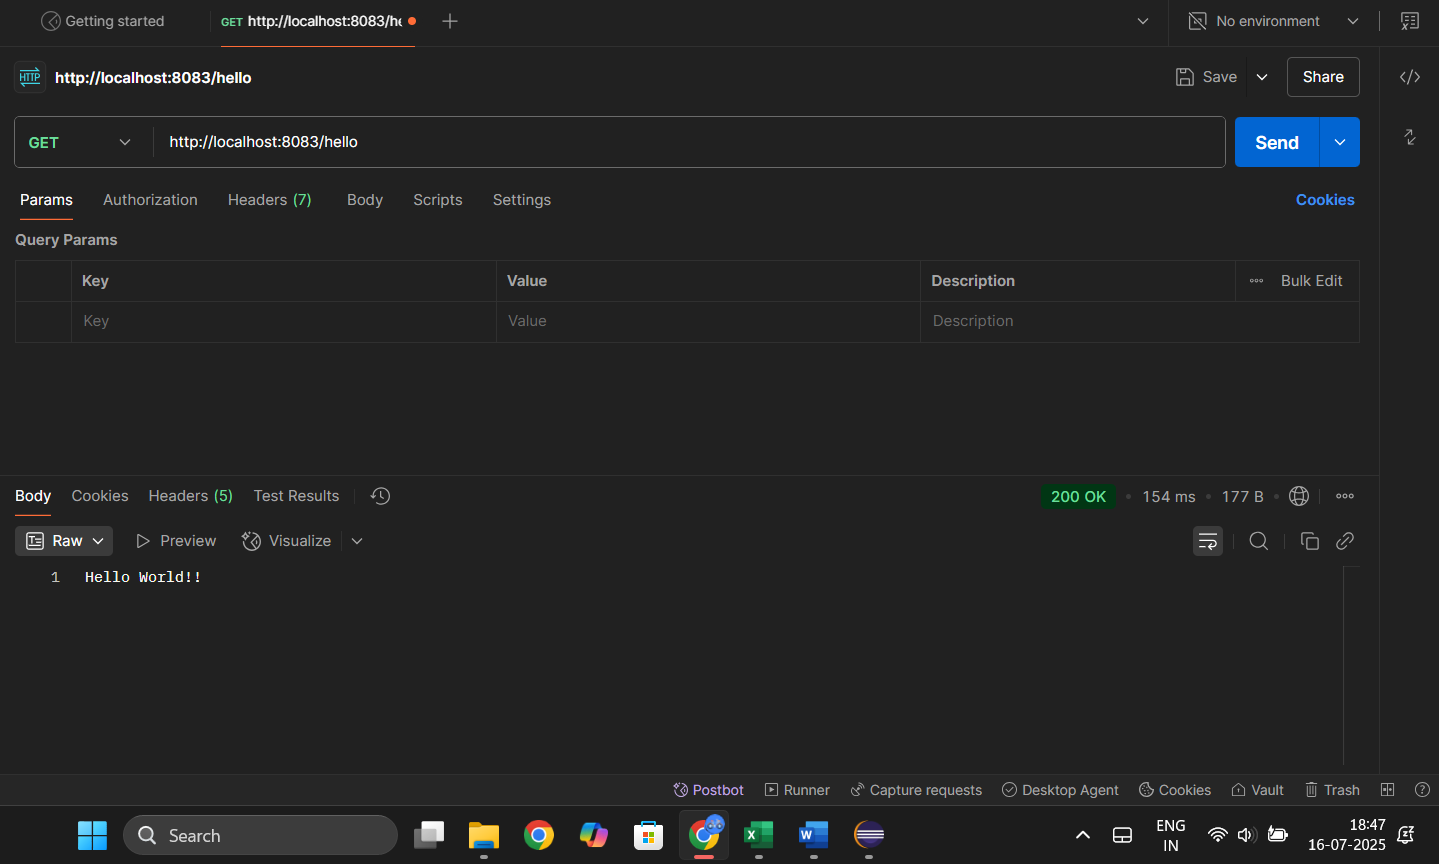 Getting started
GET http://localhost:8083/he
No environment
HTTP http://localhost:8083/hello
Save
Share
GET
http://localhost:8083/hello
Send
Params Authorization Headers (7) Body Scripts Settings Cookies
Query Params
Key Value Description Bulk Edit
Key Value Description
Body Cookies Headers (5) Test Results
200 OK • 154 ms • 177 B
Raw Preview Visualize
1 Hello World!!
Postbot Runner Capture requests Desktop Agent Cookies Vault Trash
Search
ENG
IN
18:47
16-07-2025